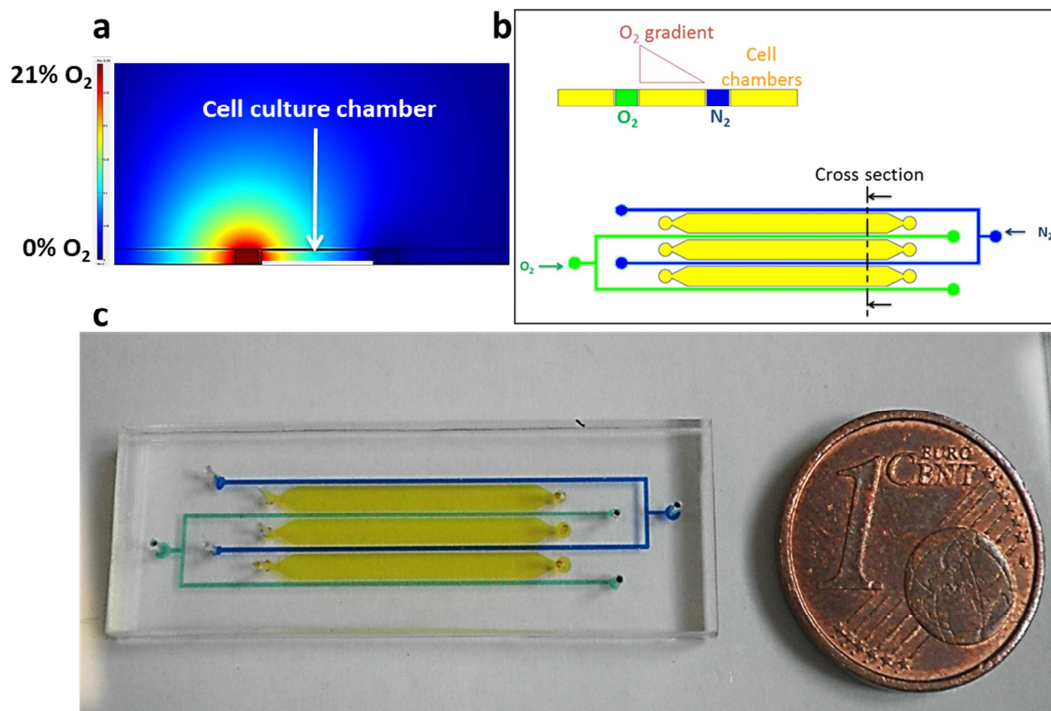 a
21% O₂
0% O₂
Cell culture chamber
b
O₂ gradient
Cell
chambers
O₂
N₂
Cross section
N₂
O₂
c
1
EURO
CENT